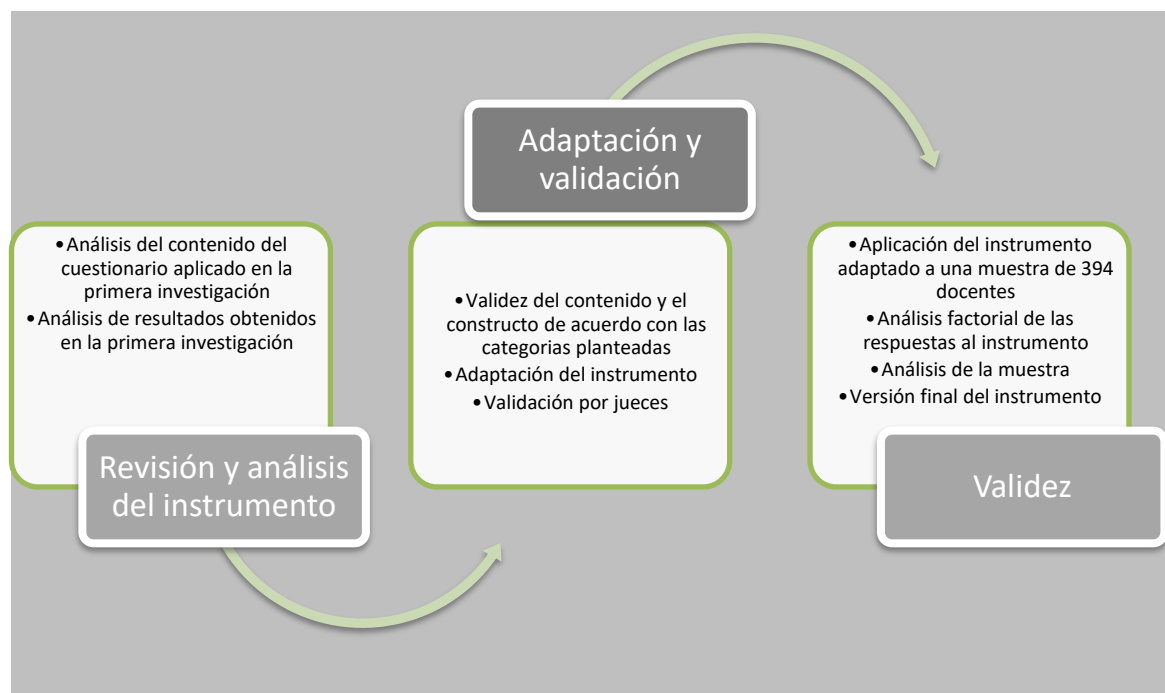 •Análisis del contenido del
cuestionario aplicado en la
primera investigación
•Análisis de resultados obtenidos
en la primera investigación
Revisión y análisis
del instrumento
Adaptación y
validación
•Validez del contenido y el
constructo de acuerdo con las
categorias planteadas
•Adaptación del instrumento
•Validación por jueces
•Aplicación del instrumento
adaptado a una muestra de 394
docentes
•Análisis factorial de las
respuestas al instrumento
•Análisis de la muestra
•Versión final del instrumento
Validez